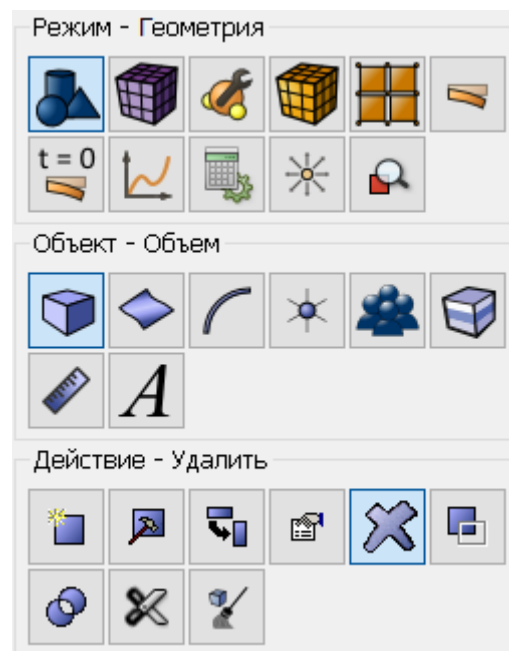 Режим - Геометрия
t = 0
Объект - Объем
A
Действие - Удалить